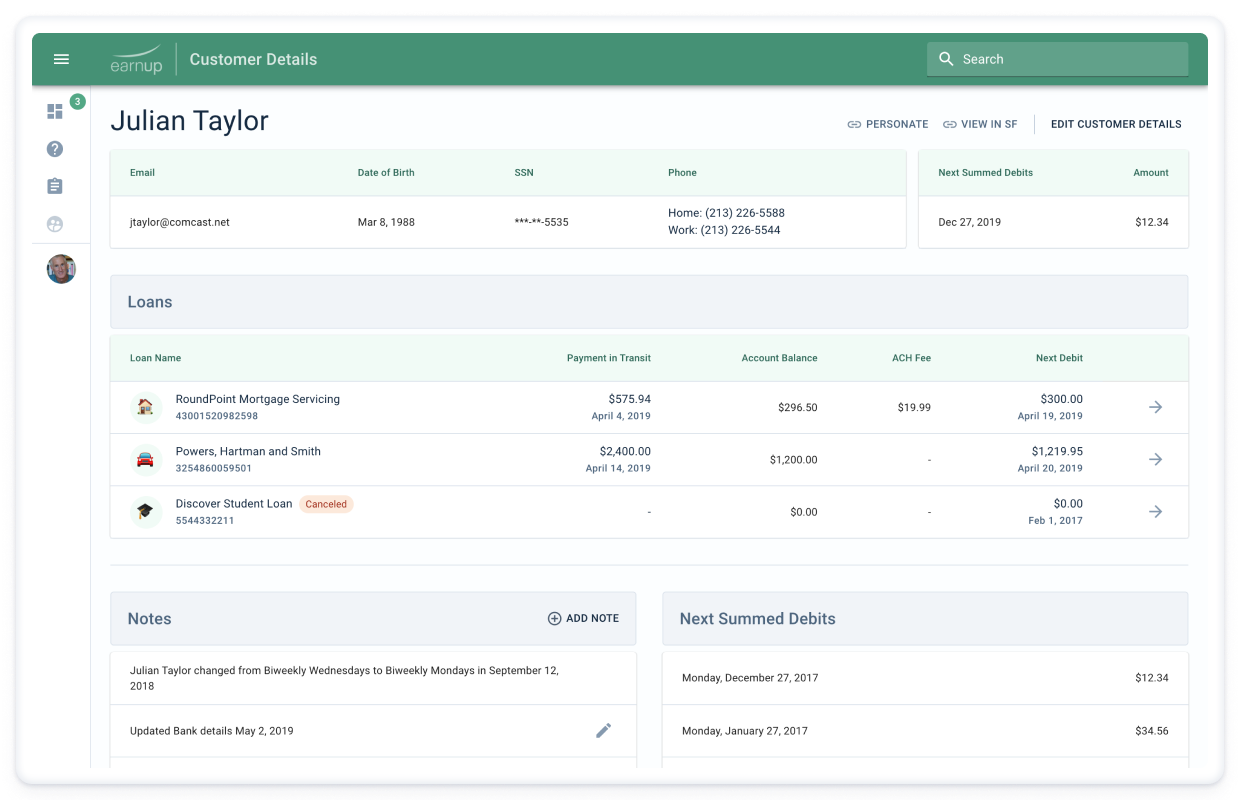 earnup
Customer Details
Search
3
Julian Taylor
PERSONATE
VIEW IN SF
EDIT CUSTOMER DETAILS
Email Date of Birth SSN Phone
jtaylor@comcast.net Mar 8, 1988 ***-**-5535
Home: (213) 226-5588
Work: (213) 226-5544
Next Summed Debits Amount
Dec 27, 2019 $12.34
Loans
Loan Name Payment in Transit Account Balance ACH Fee Next Debit
RoundPoint Mortgage Servicing $575.94 $296.50 $19.99 $300.00
43001520982598 April 4, 2019 April 19, 2019
Powers, Hartman and Smith $2,400.00 $1,200.00 - $1,219.95
3254860059501 April 14, 2019 April 20, 2019
Discover Student Loan Canceled - $0.00 - $0.00
5544332211 Feb 1, 2017
Notes
ADD NOTE
Julian Taylor changed from Biweekly Wednesdays to Biweekly Mondays in September 12,
2018
Updated Bank details May 2, 2019
Next Summed Debits
Monday, December 27, 2017 $12.34
Monday, January 27, 2017 $34.56